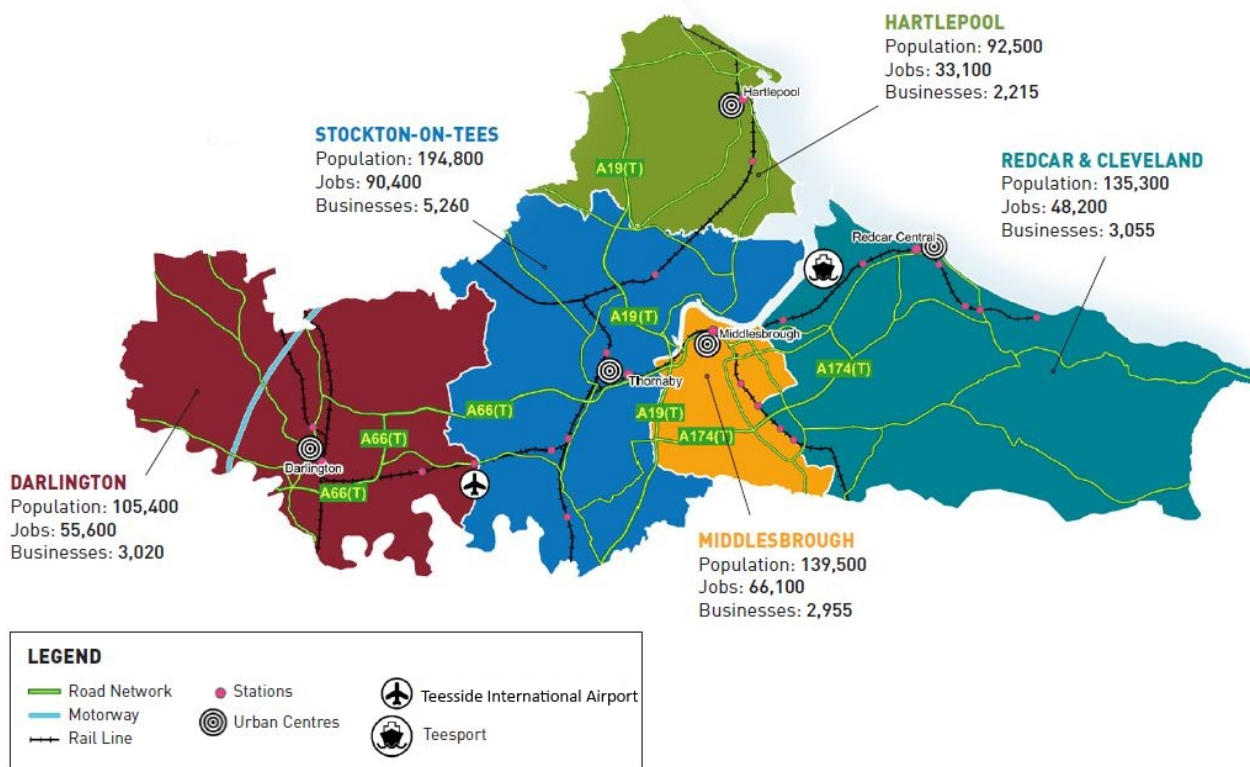 HARTLEPOOL
Population: 92,500
Jobs: 33,100
Businesses: 2,215
Hartlepool
STOCKTON-ON-TEES
Population: 194,800
Jobs: 90,400
Businesses: 5,260
A19(T)
REDCAR & CLEVELAND
Population: 135,300
Jobs: 48,200
Businesses: 3,055
Redcar Central
A19(T)
Middlesbrough
Thornaby
A174(T)
A66(T)
A19(T)
A66(T)
A174(T)
Darlington
A66(T)
DARLINGTON
Population: 105,400
Jobs: 55,600
Businesses: 3,020
MIDDLESBROUGH
Population: 139,500
Jobs: 66,100
Businesses: 2,955
LEGEND
Road Network
Motorway
Rail Line
Stations
Urban Centres
Teesside International Airport
Teesport